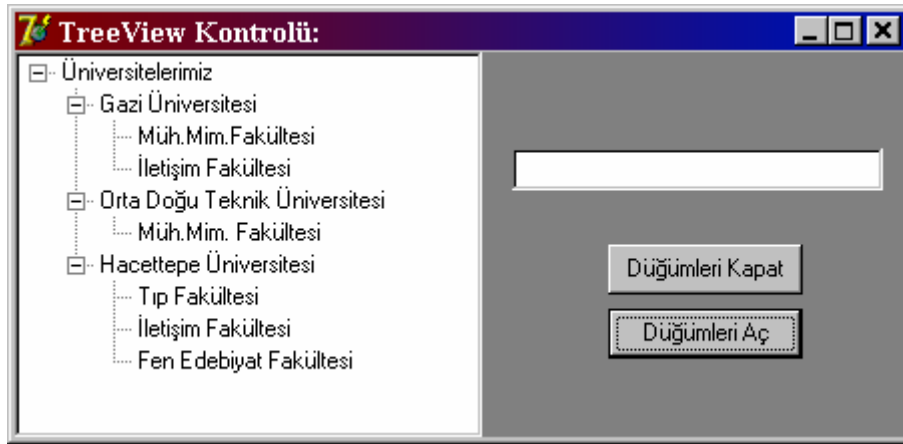 TreeView Kontrolü:
Üniversitelerimiz
Gazi Üniversitesi
Müh.Mim.Fakültesi
İletişim Fakültesi
Orta Doğu Teknik Üniversitesi
Müh.Mim. Fakültesi
Hacettepe Üniversitesi
Tıp Fakültesi
İletişim Fakültesi
Fen Edebiyat Fakültesi
Düğümleri Kapat
Düğümleri Aç